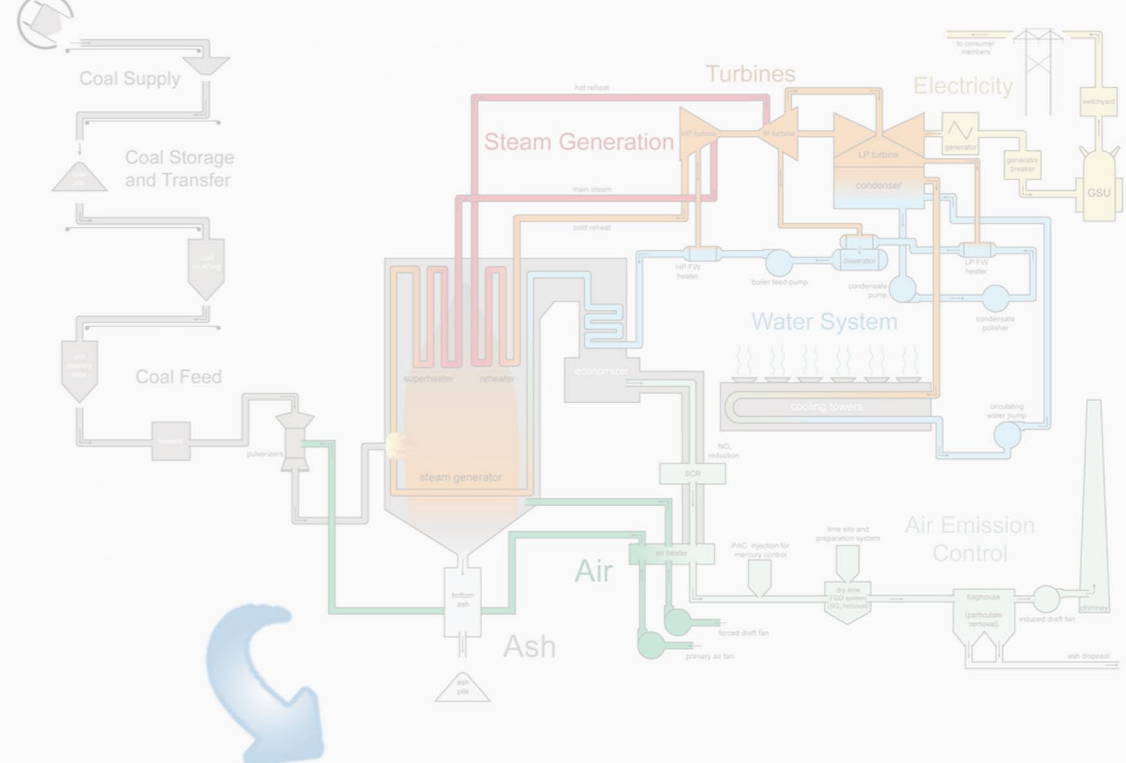 Coal Supply
Coal Storage
and Transfer
Coal Feed
pulverizers
Steam Generation
hot reheat
main steam
cold reheat
superheater
reheater
steam generator
economizer
Turbines
HP turbine
IP turbine
LP turbine
condenser
Electricity
to consumer
members
generator
generator
breaker
switchyard
GSU
HP FW
heater
boiler feed pump
deaerator
condensate
pump
LP FW
heater
condensate
polisher
Water System
cooling towers
circulating
water pump
NOx
reduction
SCR
air heater
Air
forced draft fan
primary air fan
bottom
ash
Ash
ash
pile
PAC injection for
mercury control
lime silo and
preparation system
dry lime
FGD system
(SO2 removal)
Air Emission
Control
baghouse
(particulate
removal)
induced draft fan
chimney
ash disposal